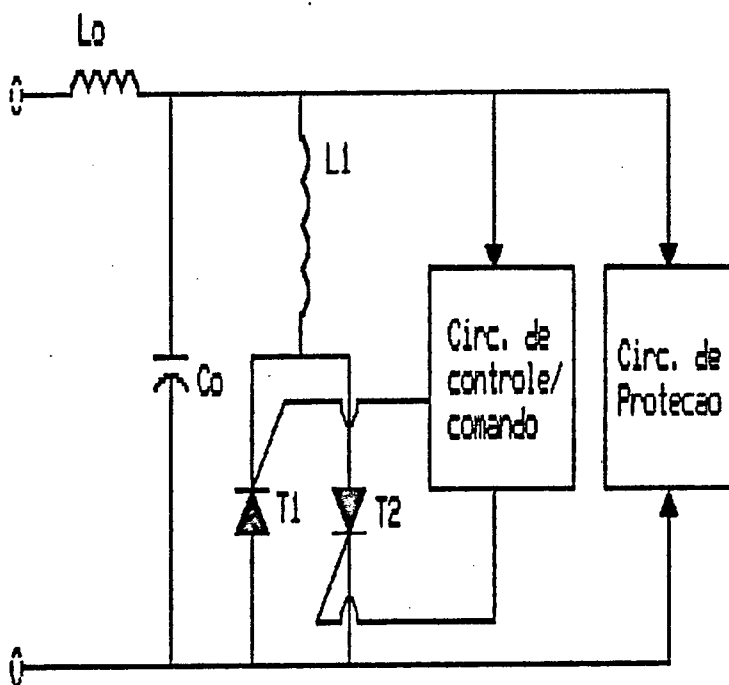 Lo
L1
Co
Circ. de
controle/
comando
Circ. de
Protecao
T1
T2